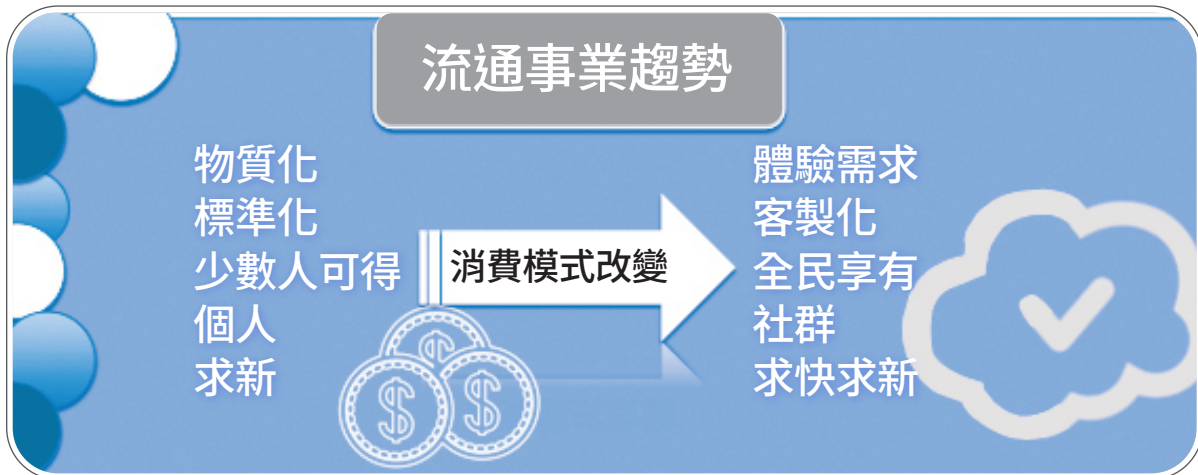 流通事業趨勢
物質化
標準化
少數人可得
個人
求新
消費模式改變
體驗需求
客製化
全民享有
社群
求快求新